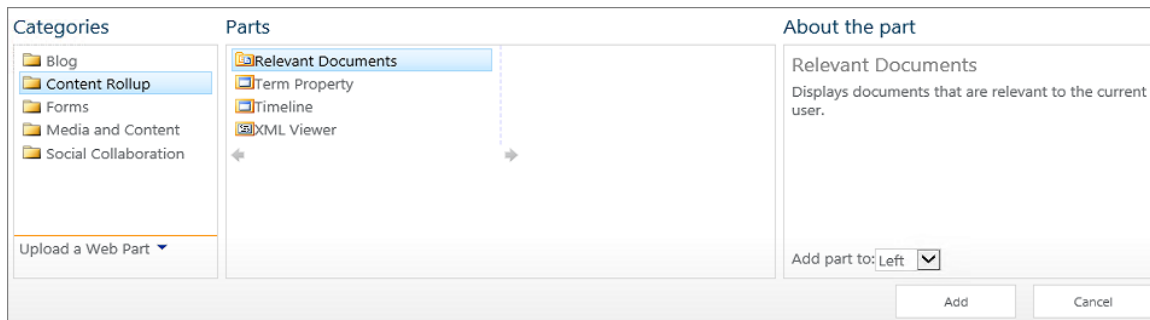 Categories
Blog
Content Rollup
Forms
Media and Content
Social Collaboration
Upload a Web Part
Parts
Relevant Documents
Term Property
Timeline
XML Viewer
About the part
Relevant Documents
Displays documents that are relevant to the current
user.
Add part to: Left
Add
Cancel